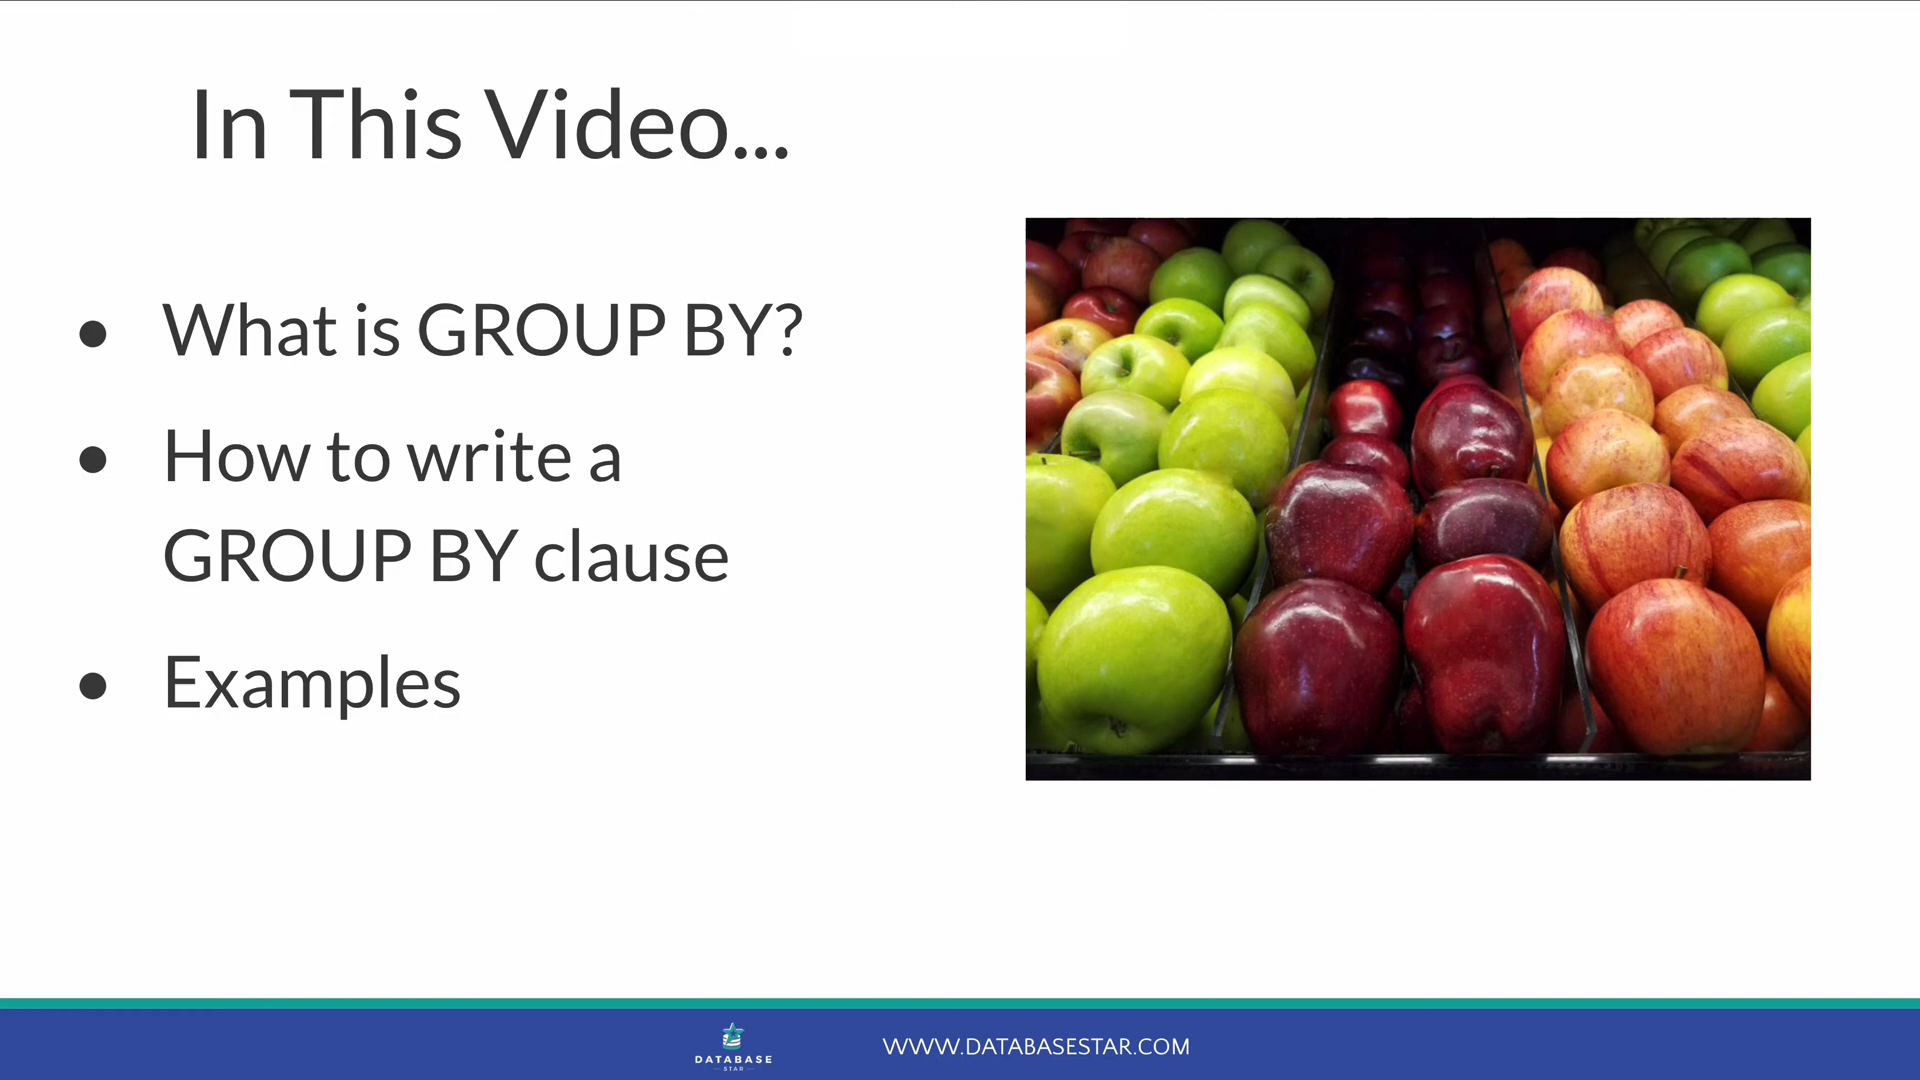 In This Video...
What is GROUP BY?
How to write a
GROUP BY clause
Examples
DATABASE
STAR
WWW.DATABASESTAR.COM